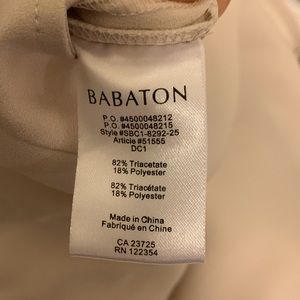 BABATON
P.O. #4500048212
P.O. #4500048215
Style #SBC1-8292-25
Article #51555
DC1
82% Triacetate
18% Polyester
82% Triacétate
18% Polyester
Made in China
Fabriqué en Chine
CA 23725
RN 122354